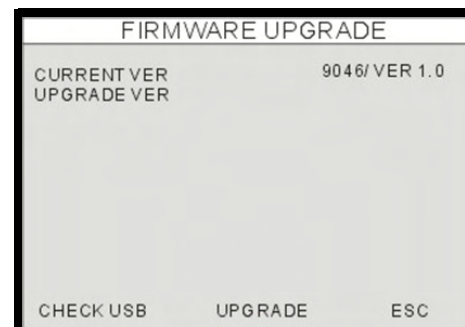 FIRMWARE UPGRADE
CURRENT VER 9046/ VER 1.0
UPGRADE VER
CHECK USB UPGRADE ESC